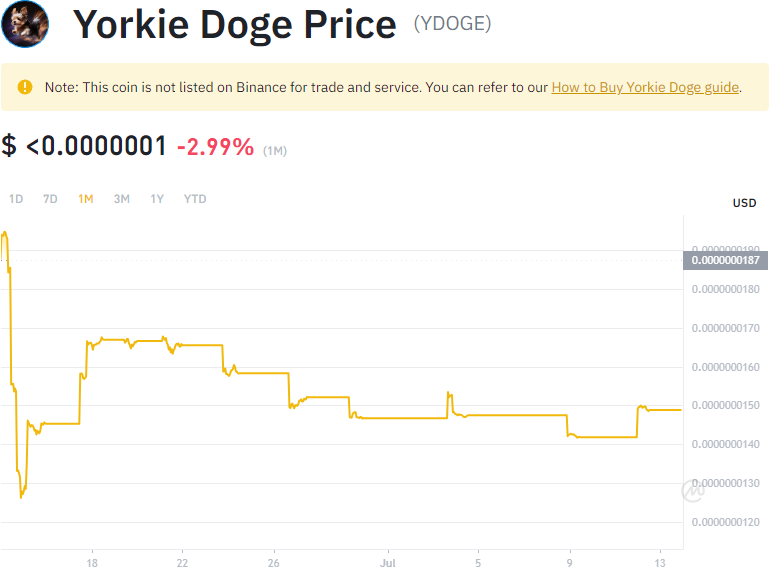 Yorkie Doge Price (YDOGE)
Note: This coin is not listed on Binance for trade and service. You can refer to our How to Buy Yorkie Doge guide.
$ <0.0000001 -2.99% (1M)
1D 7D 1M 3M 1Y YTD
USD
0.0000000190
0.0000000187
0.0000000180
0.0000000170
0.0000000160
0.0000000150
0.0000000140
0.0000000130
0.0000000120
18 22 26 Jul 5 9 13